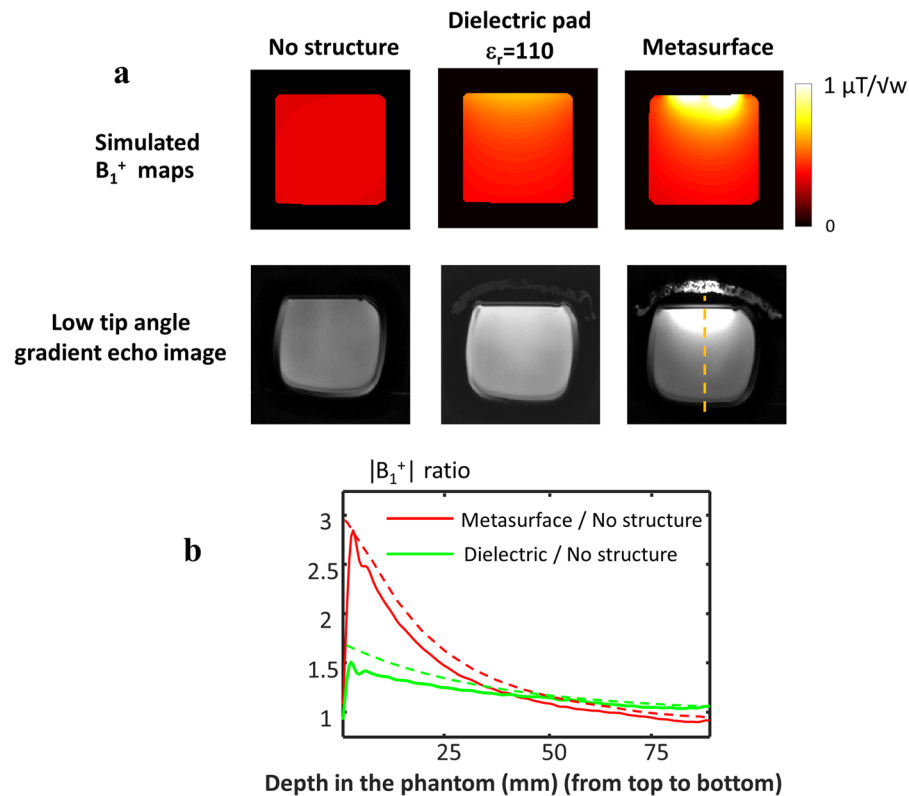 Dielectric pad
No structure
εr=110
Metasurface
a
1 μT/√w
Simulated
B1+ maps
0
Low tip angle
gradient echo image
|B1+| ratio
b
3
2.5
2
1.5
1
Metasurface / No structure
Dielectric / No structure
25
50
75
Depth in the phantom (mm) (from top to bottom)